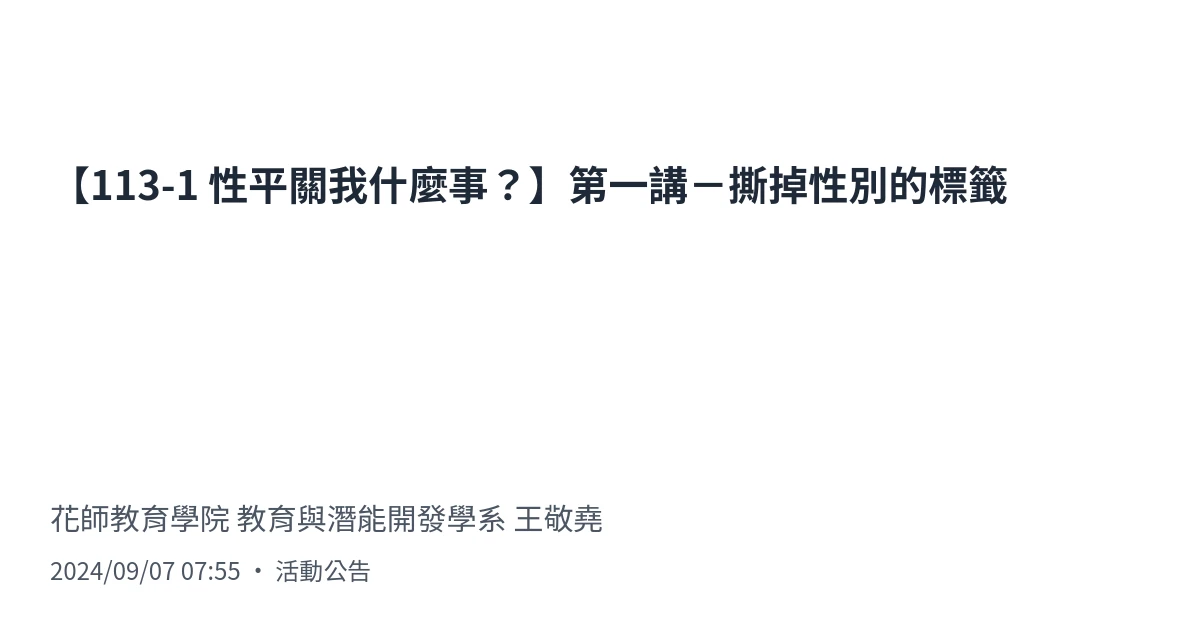 【113-1 性平關我什麼事？】第一講－撕掉性別的標籤
花師教育學院 教育與潛能開發學系 王敬堯
2024/09/07 07:55 • 活動公告